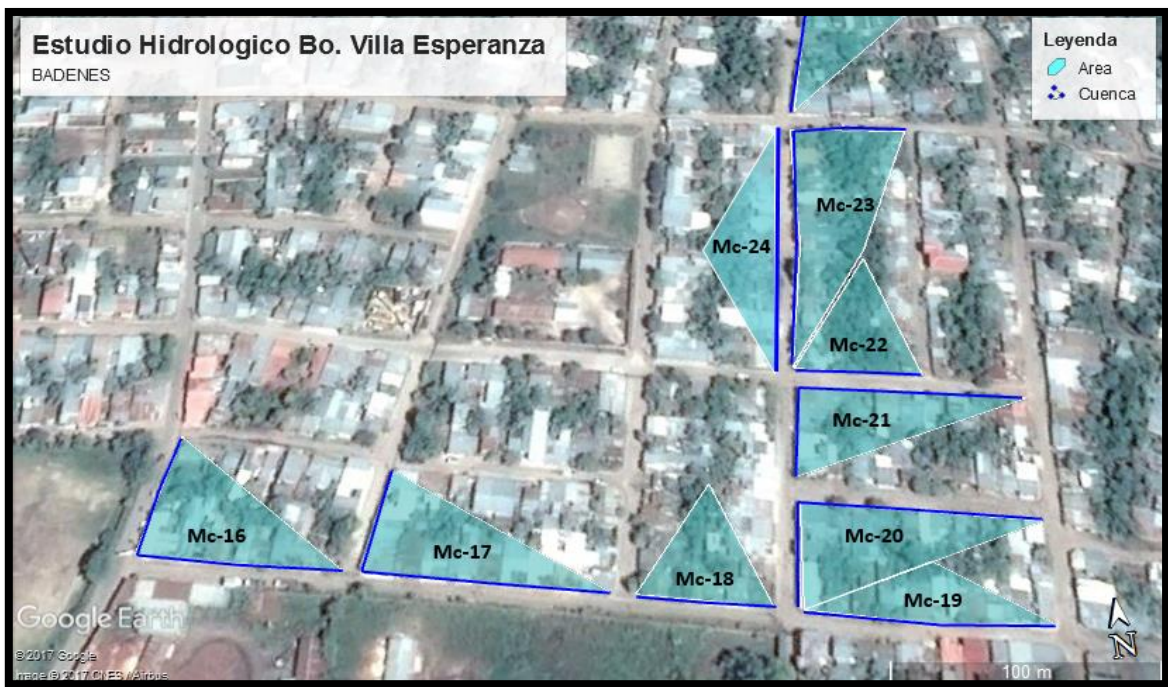 Estudio Hidrologico Bo. Villa Esperanza
BADENES
Leyenda
Area
Cuenca
Mc-23
Mc-24
Mc-22
Mc-21
Mc-16
Mc-17
Mc-18
Mc-20
Mc-19
Google Earth
N
© 2017 Google
Image © 2017 CNES / Airbus
100 m